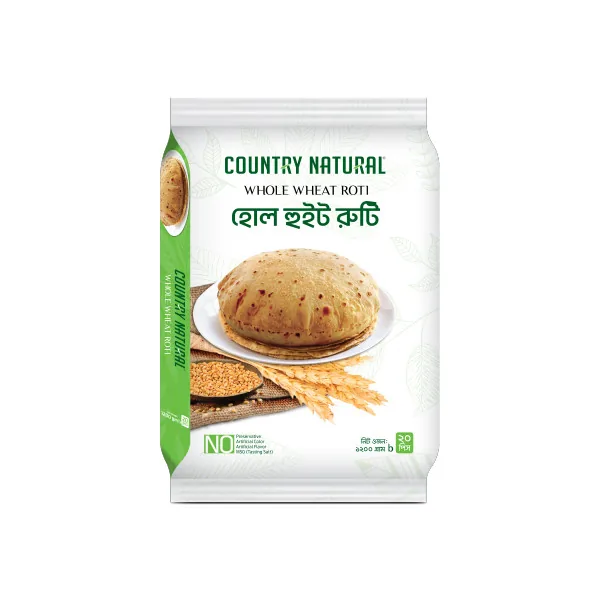 COUNTRY NATURAL
WHOLE WHEAT ROTI
হোল হুইট রুটি
COUNTRY NATURAL
WHOLE WHEAT ROTI
NO
Preservative
Artificial Color
Artificial Flavor
MSG (Tasting Salt)
নিট ওজন:
১২০০ গ্রাম
২০
পিস